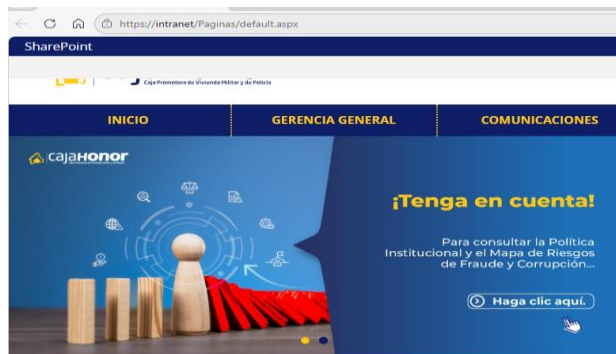 https://intranet/Paginas/default.aspx
SharePoint
Caja Promotora de Vivienda Militar y de Policía
INICIO
GERENCIA GENERAL
COMUNICACIONES
cajaHonor
¡Tenga en cuenta!
Para consultar la Política
Institucional y el Mapa de Riesgos
de Fraude y Corrupción...
Haga clic aquí.